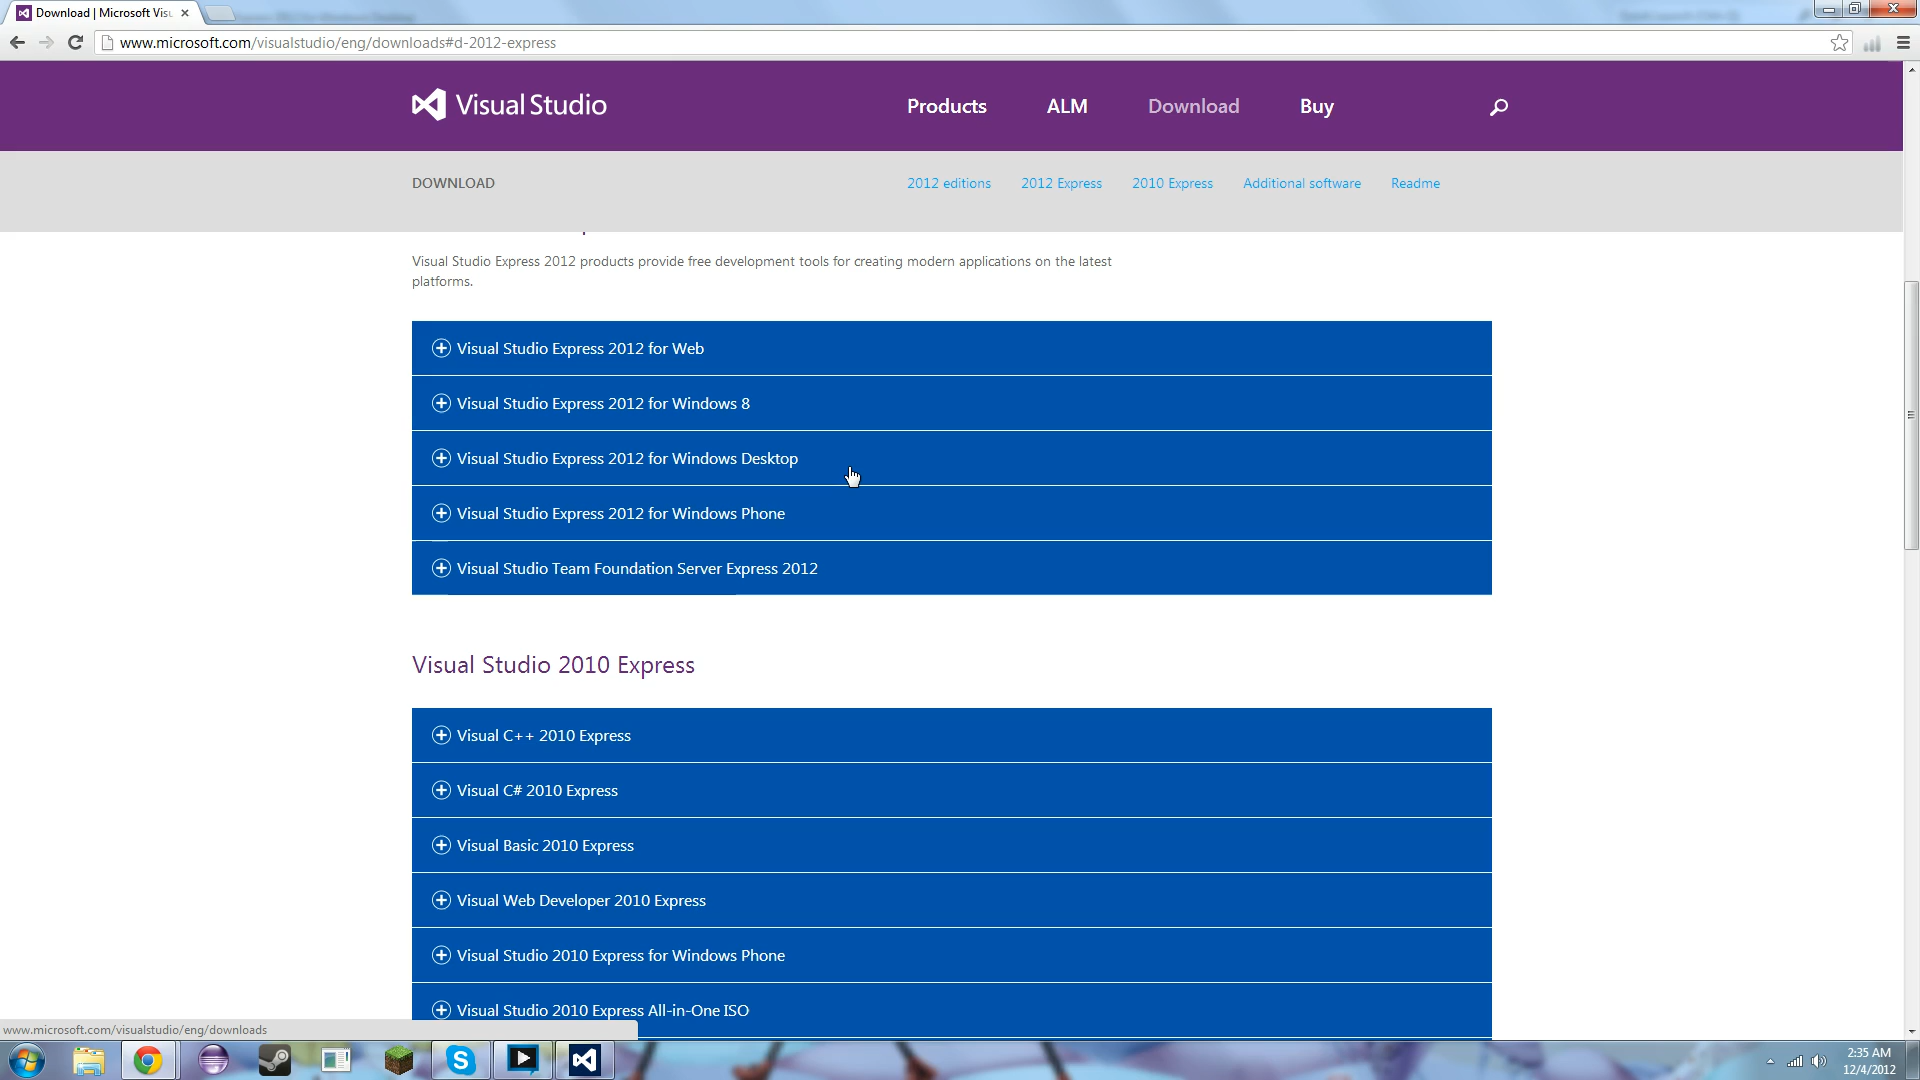 Download | Microsoft Visu
www.microsoft.com/visualstudio/eng/downloads#d-2012-express
Visual Studio
Products
ALM
Download
Buy
DOWNLOAD
2012 editions
2012 Express
2010 Express
Additional software
Readme
Visual Studio Express 2012 products provide free development tools for creating modern applications on the latest
platforms.
Visual Studio Express 2012 for Web
Visual Studio Express 2012 for Windows 8
Visual Studio Express 2012 for Windows Desktop
Visual Studio Express 2012 for Windows Phone
Visual Studio Team Foundation Server Express 2012
Visual Studio 2010 Express
Visual C++ 2010 Express
Visual C# 2010 Express
Visual Basic 2010 Express
Visual Web Developer 2010 Express
Visual Studio 2010 Express for Windows Phone
Visual Studio 2010 Express All-in-One ISO
www.microsoft.com/visualstudio/eng/downloads
2:35 AM
12/4/2012